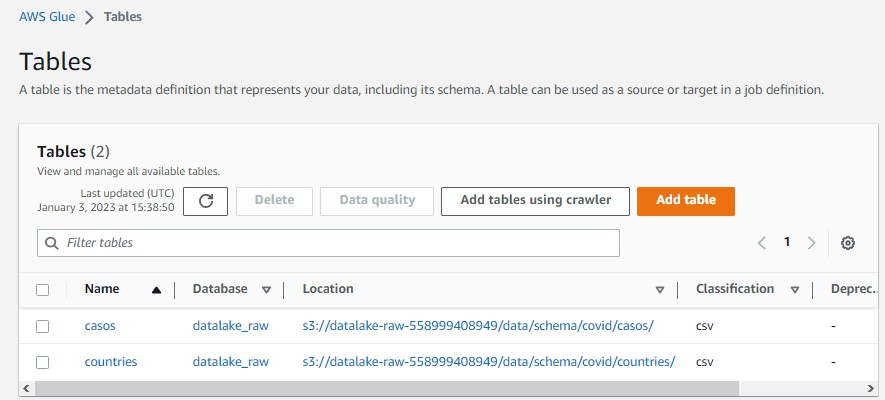 AWS Glue > Tables
Tables
A table is the metadata definition that represents your data, including its schema. A table can be used as a source or target in a job definition.
Tables (2)
View and manage all available tables.
Last updated (UTC)
January 3, 2023 at 15:38:50
Delete
Data quality
Add tables using crawler
Add table
Filter tables
1
Name Database Location Classification Deprec..
casos datalake_raw s3://datalake-raw-558999408949/data/schema/covid/casos/ csv -
countries datalake_raw s3://datalake-raw-558999408949/data/schema/covid/countries/ csv -